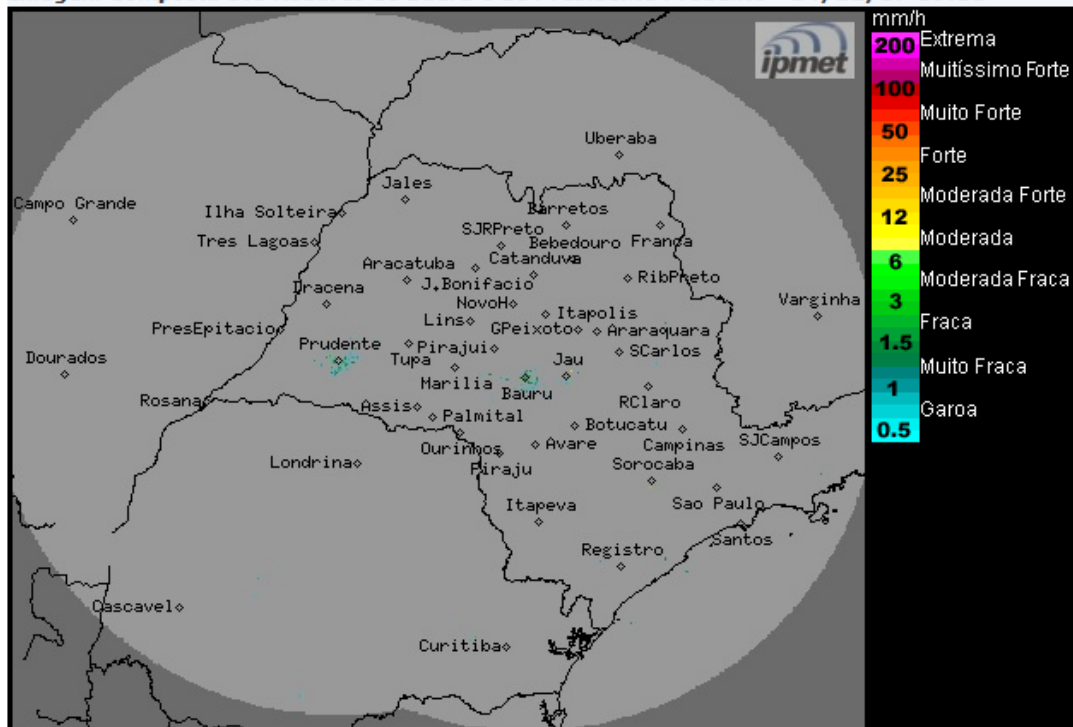 mm/h
ipmet
200 Extrema
Muitíssimo Forte
100
Muito Forte
50
Forte
25
Moderada Forte
12
Moderada
6
Moderada Fraca
3
Fraca
1.5
Muito Fraca
1
Garoa
0.5
Uberaba
Jales
Campo Grande
Ilha Solteira
Barretos
SJRPreto
Franca
Tres Lagoas
Bebedouro
Aracatuba
Catanduva
J.Bonifacio
RibPreto
Dracena
NovoH
Varginha
Itapolis
Lins
PresEpitacio
GPeixoto
Araraquara
Prudente
Pirajui
SCarlos
Dourados
Tupa
Jau
Marilia
Bauru
Rosana
Assis
RClaro
Palmital
Botucatu
Ourinhos
Avare
Campinas
SJCampos
Londrina
Piraju
Sorocaba
Itapeva
Sao Paulo
Santos
Registro
Cascavel
Curitiba